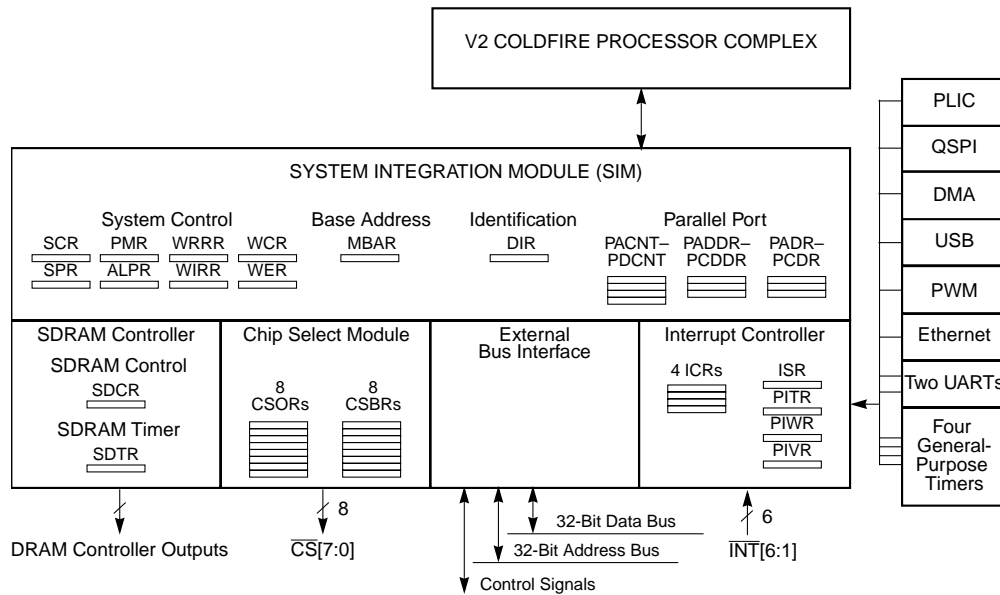 V2 COLDFIRE PROCESSOR COMPLEX
SYSTEM INTEGRATION MODULE (SIM)
System Control
SCR PMR WRRR WCR
SPR ALPR WIRR WER
Base Address
MBAR
Identification
DIR
Parallel Port
PACNT– PADDR– PADR–
PDCNT PCDDR PCDR
SDRAM Controller
SDRAM Control
SDCR
SDRAM Timer
SDTR
Chip Select Module
8 8
CSORs CSBRs
External
Bus Interface
Interrupt Controller
4 ICRs
ISR
PITR
PIWR
PIVR
PLIC
QSPI
DMA
USB
PWM
Ethernet
Two UARTs
Four
General-
Purpose
Timers
DRAM Controller Outputs
8
CS[7:0]
32-Bit Data Bus
32-Bit Address Bus
Control Signals
6
INT[6:1]